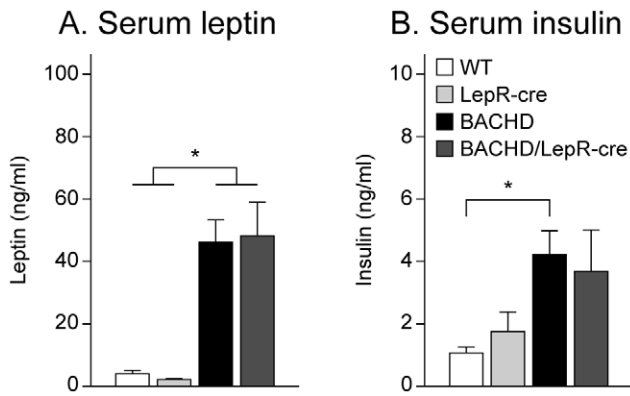 A. Serum leptin
100
80
60
40
20
0
Leptin (ng/ml)
*
B. Serum insulin
10
8
6
4
2
0
Insulin (ng/ml)
WT
LepR-cre
BACHD
BACHD/LepR-cre
*